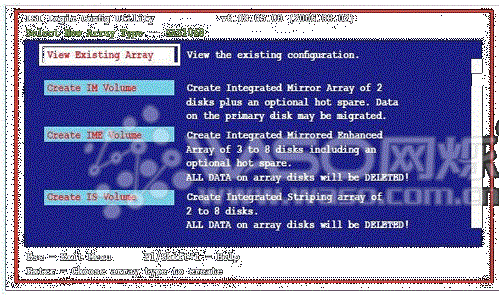 Select New Array Type
View Existing Array View the existing configuration.
Create IM Volume Create Integrated Mirror Array of 2
disks plus an optional hot spare. Data
on the primary disk may be migrated.
Create IME Volume Create Integrated Mirrored Enhanced
Array of 3 to 8 disks including an
optional hot spare.
ALL DATA on array disks will be DELETED!
Create IS Volume Create Integrated Striping array of
2 to 8 disks.
ALL DATA on array disks will be DELETED!
Esc = Exit Menu F1/Shift+1 = Help
Enter = Choose array type to create